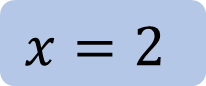 x = 2